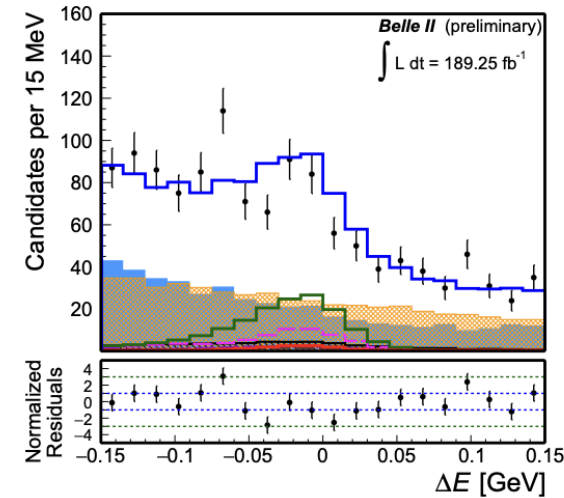 160
Belle II (preliminary)
140
∫ L dt = 189.25 fb⁻¹
120
100
80
60
40
20
Candidates per 15 MeV
4
2
0
−2
−4
Normalized
Residuals
−0.15 −0.1 −0.05 0 0.05 0.1 0.15
ΔE [GeV]